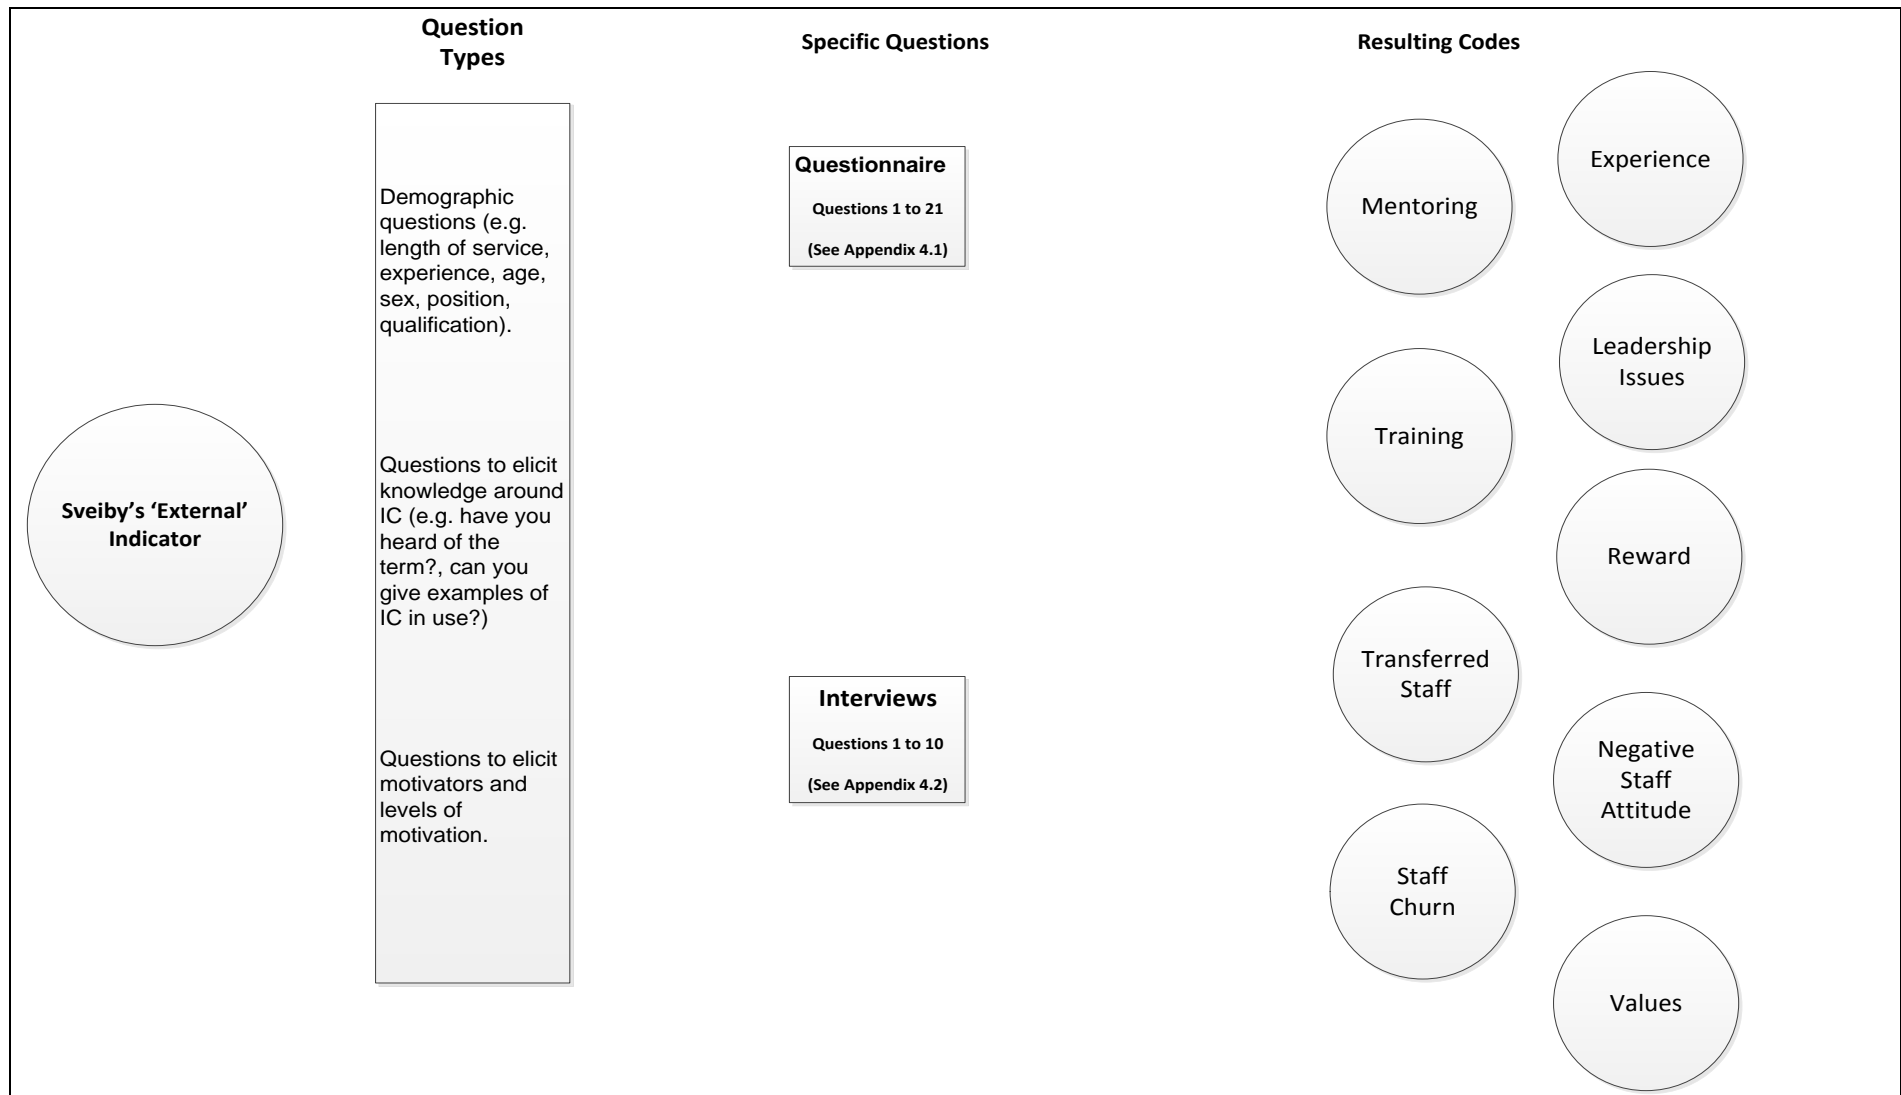 Question
Types
Specific Questions
Resulting Codes
Sveiby’s ‘External’
Indicator
Demographic
questions (e.g.
length of service,
experience, age,
sex, position,
qualification).
Questions to elicit
knowledge around
IC (e.g. have you
heard of the
term?, can you
give examples of
IC in use?)
Questions to elicit
motivators and
levels of
motivation.
Questionnaire
Questions 1 to 21
(See Appendix 4.1)
Interviews
Questions 1 to 10
(See Appendix 4.2)
Mentoring
Training
Transferred
Staff
Staff
Churn
Experience
Leadership
Issues
Reward
Negative
Staff
Attitude
Values